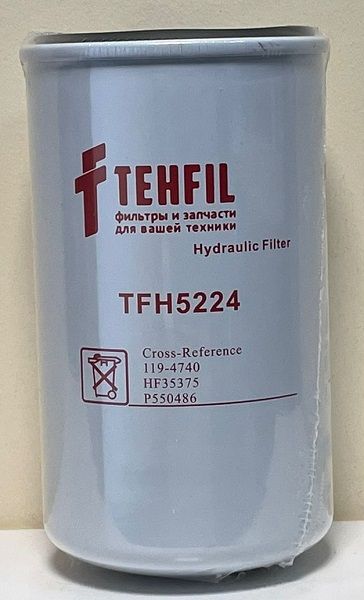 TEHFIL
фильтры и запчасти
для вашей техники
Hydraulic Filter
TFH5224
Cross-Reference
119-4740
HF35375
P550486